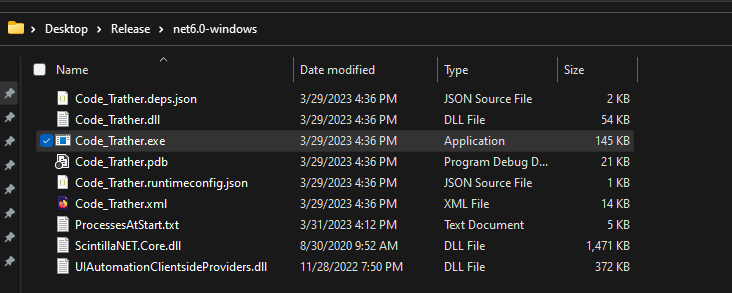 Desktop > Release > net6.0-windows
Name Date modified Type Size
Code_Trather.deps.json 3/29/2023 4:36 PM JSON Source File 2 KB
Code_Trather.dll 3/29/2023 4:36 PM DLL File 54 KB
Code_Trather.exe 3/29/2023 4:36 PM Application 145 KB
Code_Trather.pdb 3/29/2023 4:36 PM Program Debug D... 21 KB
Code_Trather.runtimeconfig.json 3/29/2023 4:36 PM JSON Source File 1 KB
Code_Trather.xml 3/29/2023 4:36 PM XML File 14 KB
ProcessesAtStart.txt 3/31/2023 4:12 PM Text Document 5 KB
ScintillaNET.Core.dll 8/30/2020 9:52 AM DLL File 1,471 KB
UIAutomationClientsideProviders.dll 11/28/2022 7:50 PM DLL File 372 KB